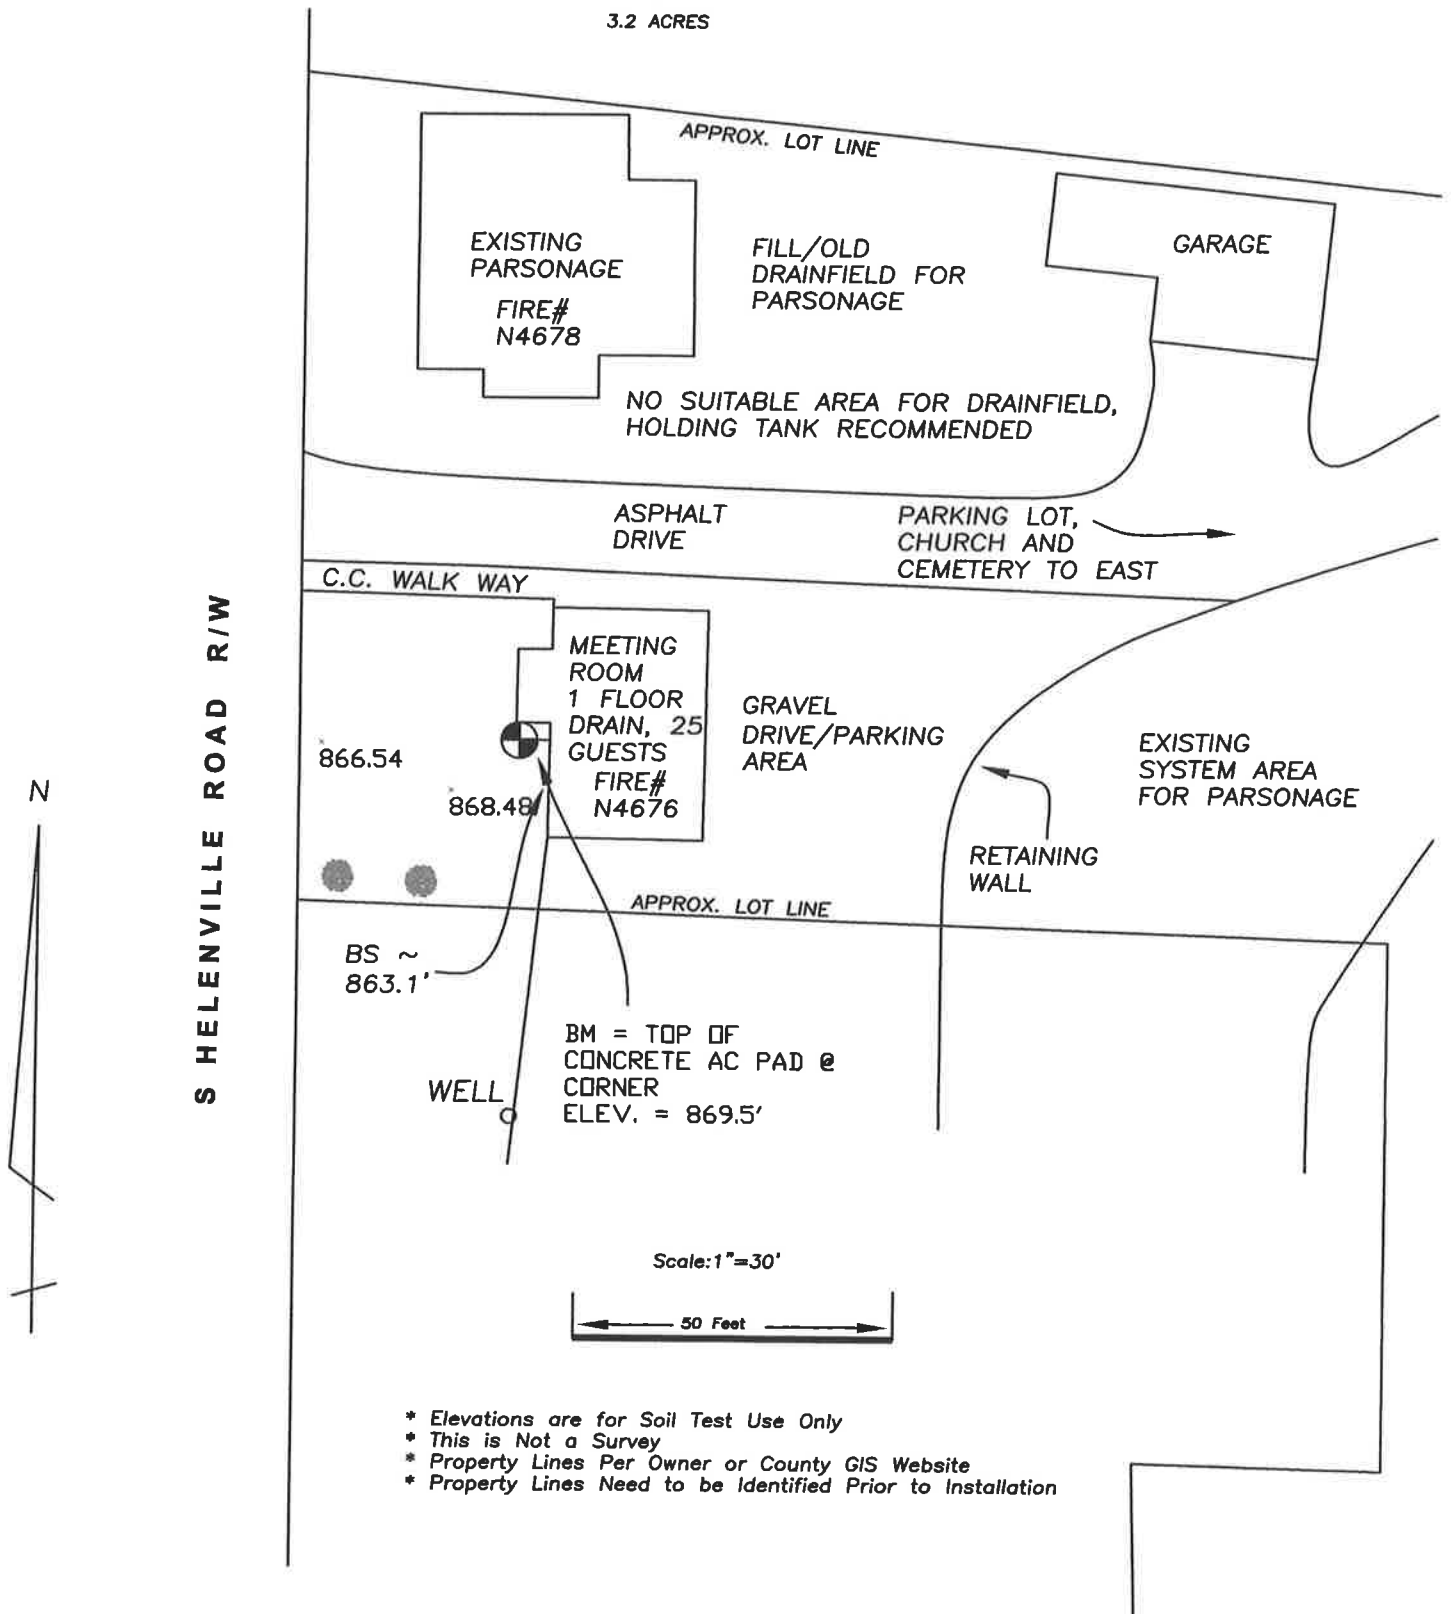 3.2 ACRES
APPROX. LOT LINE
EXISTING
PARSONAGE
FIRE#
N4678
FILL/OLD
DRAINFIELD FOR
PARSONAGE
GARAGE
NO SUITABLE AREA FOR DRAINFIELD,
HOLDING TANK RECOMMENDED
ASPHALT
DRIVE
PARKING LOT,
CHURCH AND
CEMETERY TO EAST
C.C. WALK WAY
S HELENVILLE ROAD R/W
N
MEETING
ROOM
1 FLOOR
DRAIN, 25
GUESTS
FIRE#
N4676
GRAVEL
DRIVE/PARKING
AREA
EXISTING
SYSTEM AREA
FOR PARSONAGE
866.54
868.48
RETAINING
WALL
APPROX. LOT LINE
BS ~
863.1'
BM = TOP OF
CONCRETE AC PAD @
CORNER
ELEV. = 869.5'
WELL
Scale:1"=30'
50 Feet
* Elevations are for Soil Test Use Only
* This is Not a Survey
* Property Lines Per Owner or County GIS Website
* Property Lines Need to be Identified Prior to Installation